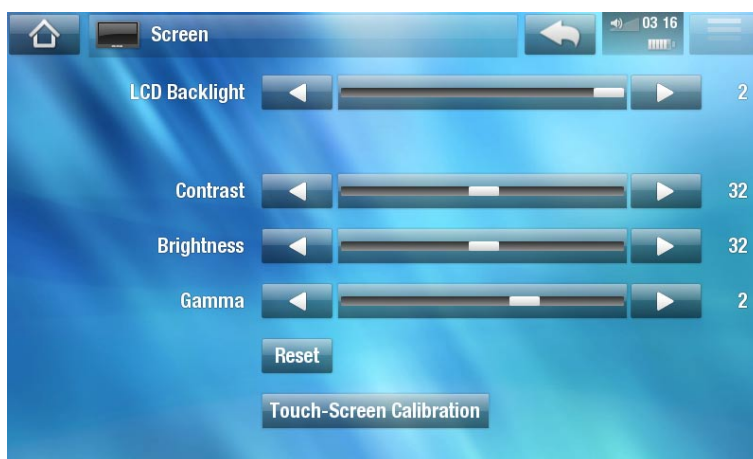 Screen
03 16
LCD Backlight 2
Contrast 32
Brightness 32
Gamma 2
Reset
Touch-Screen Calibration